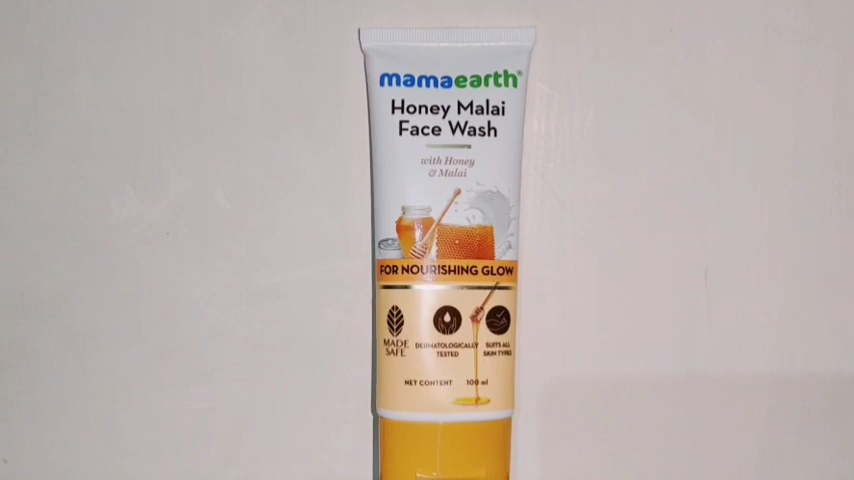 mamaearth®
Honey Malai
Face Wash
with Honey
& Malai
FOR NOURISHING GLOW
MADE
SAFE
DERMATOLOGICALLY
TESTED
SUITS ALL
SKIN TYPES
NET CONTENT 100 ml